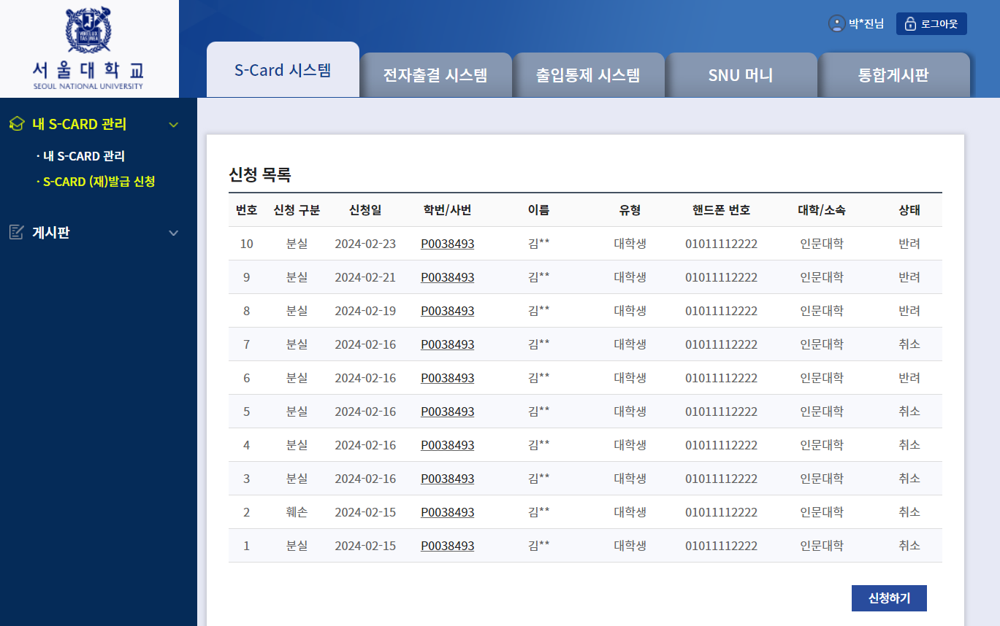 서울대학교
SEOUL NATIONAL UNIVERSITY
박*진님 로그아웃
S-Card 시스템 전자출결 시스템 출입통제 시스템 SNU 머니 통합게시판
내 S-CARD 관리
· 내 S-CARD 관리
· S-CARD (재)발급 신청
게시판
신청 목록
번호 신청 구분 신청일 학번/사번 이름 유형 핸드폰 번호 대학/소속 상태
10 분실 2024-02-23 P0038493 김** 대학생 01011112222 인문대학 반려
9 분실 2024-02-21 P0038493 김** 대학생 01011112222 인문대학 반려
8 분실 2024-02-19 P0038493 김** 대학생 01011112222 인문대학 반려
7 분실 2024-02-16 P0038493 김** 대학생 01011112222 인문대학 취소
6 분실 2024-02-16 P0038493 김** 대학생 01011112222 인문대학 반려
5 분실 2024-02-16 P0038493 김** 대학생 01011112222 인문대학 취소
4 분실 2024-02-16 P0038493 김** 대학생 01011112222 인문대학 취소
3 분실 2024-02-16 P0038493 김** 대학생 01011112222 인문대학 취소
2 훼손 2024-02-15 P0038493 김** 대학생 01011112222 인문대학 취소
1 분실 2024-02-15 P0038493 김** 대학생 01011112222 인문대학 취소
신청하기